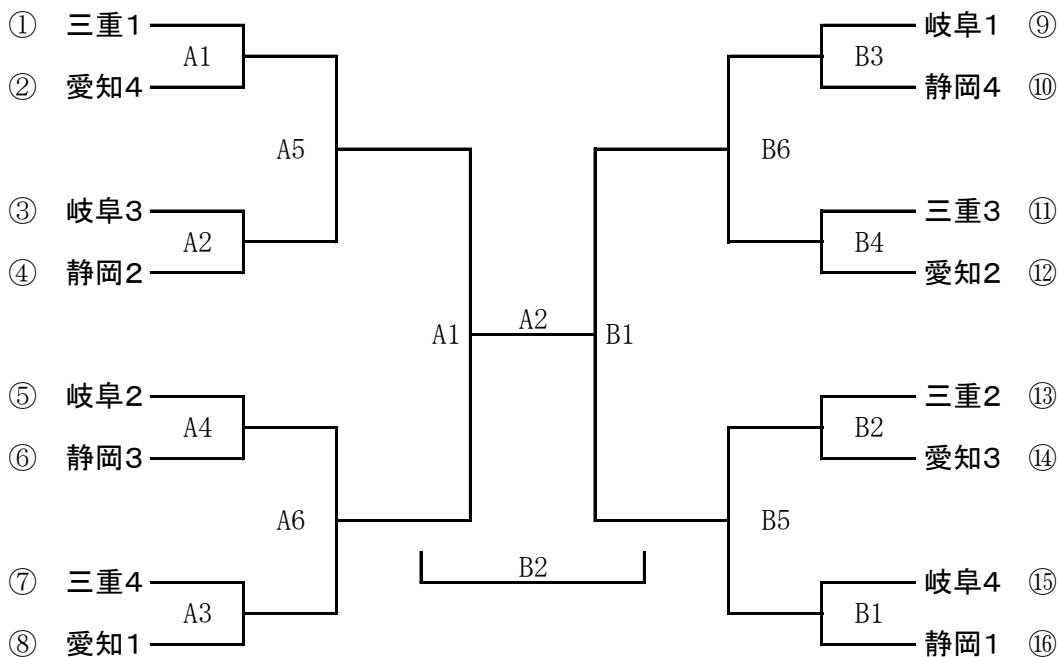 ① 三重1
A1
② 愛知4
A5
③ 岐阜3
A2
④ 静岡2
A1
⑤ 岐阜2
A4
⑥ 静岡3
A6
⑦ 三重4
A3
⑧ 愛知1
A2
B2
岐阜1 ⑨
B3
静岡4 ⑩
B6
三重3 ⑪
B4
愛知2 ⑫
B1
三重2 ⑬
B2
愛知3 ⑭
B5
岐阜4 ⑮
B1
静岡1 ⑯